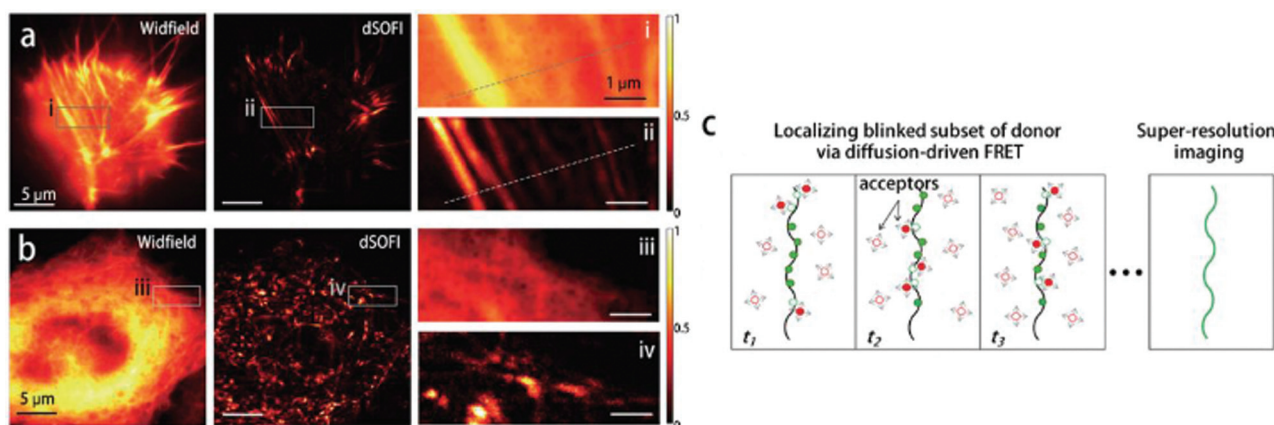 a
Widfield
dSOFI
i
ii
5 µm
i
1 µm
ii
1
0.5
0
b
Widfield
dSOFI
iii
iv
5 µm
iii
iv
1
0.5
0
c
Localizing blinked subset of donor
via diffusion-driven FRET
Super-resolution
imaging
acceptors
t1
t2
t3